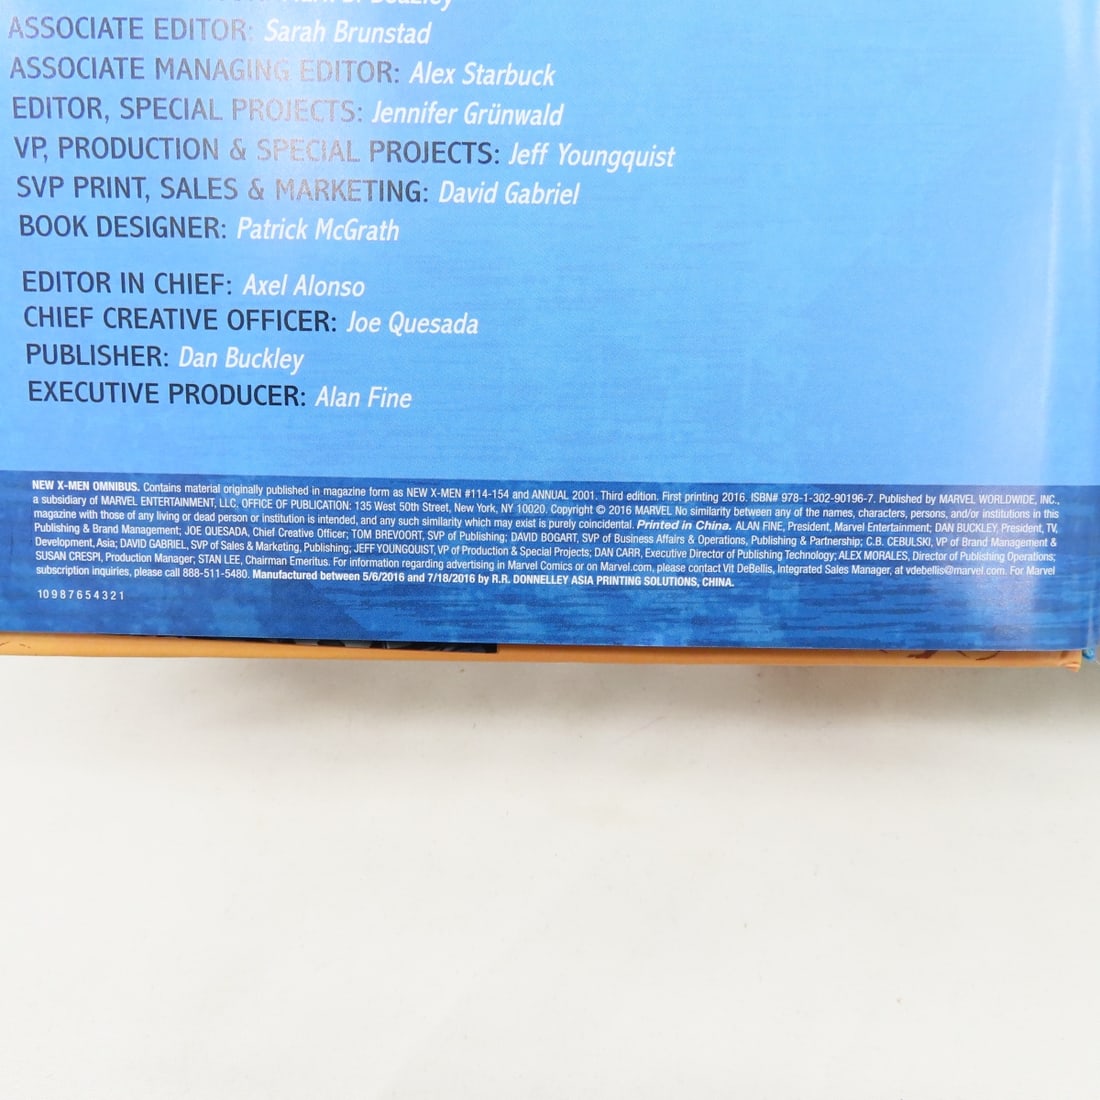 ASSOCIATE EDITOR: Sarah Brunstad
ASSOCIATE MANAGING EDITOR: Alex Starbuck
EDITOR, SPECIAL PROJECTS: Jennifer Grünwald
VP, PRODUCTION & SPECIAL PROJECTS: Jeff Youngquist
SVP PRINT, SALES & MARKETING: David Gabriel
BOOK DESIGNER: Patrick McGrath
EDITOR IN CHIEF: Axel Alonso
CHIEF CREATIVE OFFICER: Joe Quesada
PUBLISHER: Dan Buckley
EXECUTIVE PRODUCER: Alan Fine
NEW X-MEN OMNIBUS. Contains material originally published in magazine form as NEW X-MEN #114-154 and ANNUAL 2001. Third edition. First printing 2016. ISBN# 978-1-302-90196-7. Published by MARVEL WORLDWIDE, INC.,
a subsidiary of MARVEL ENTERTAINMENT, LLC. OFFICE OF PUBLICATION: 135 West 50th Street, New York, NY 10020. Copyright © 2016 MARVEL No similarity between any of the names, characters, persons, and/or institutions in this
magazine with those of any living or dead person or institution is intended, and any such similarity which may exist is purely coincidental. Printed in China. ALAN FINE, President, Marvel Entertainment; DAN BUCKLEY, President, TV,
Publishing & Brand Management; JOE QUESADA, Chief Creative Officer; TOM BREVOORT, SVP of Publishing; DAVID BOGART, SVP of Business Affairs & Operations, Publishing & Partnership; C.B. CEBULSKI, VP of Brand Management &
Development, Asia; DAVID GABRIEL, SVP of Sales & Marketing, Publishing; JEFF YOUNGQUIST, VP of Production & Special Projects; DAN CARR, Executive Director of Publishing Technology; ALEX MORALES, Director of Publishing Operations;
SUSAN CRESPI, Production Manager; STAN LEE, Chairman Emeritus. For information regarding advertising in Marvel Comics or on Marvel.com, please contact Vit DeBellis, Integrated Sales Manager, at vdebellis@marvel.com. For Marvel
subscription inquiries, please call 888-511-5480. Manufactured between 5/6/2016 and 7/18/2016 by R.R. DONNELLEY ASIA PRINTING SOLUTIONS, CHINA.
10 9 8 7 6 5 4 3 2 1